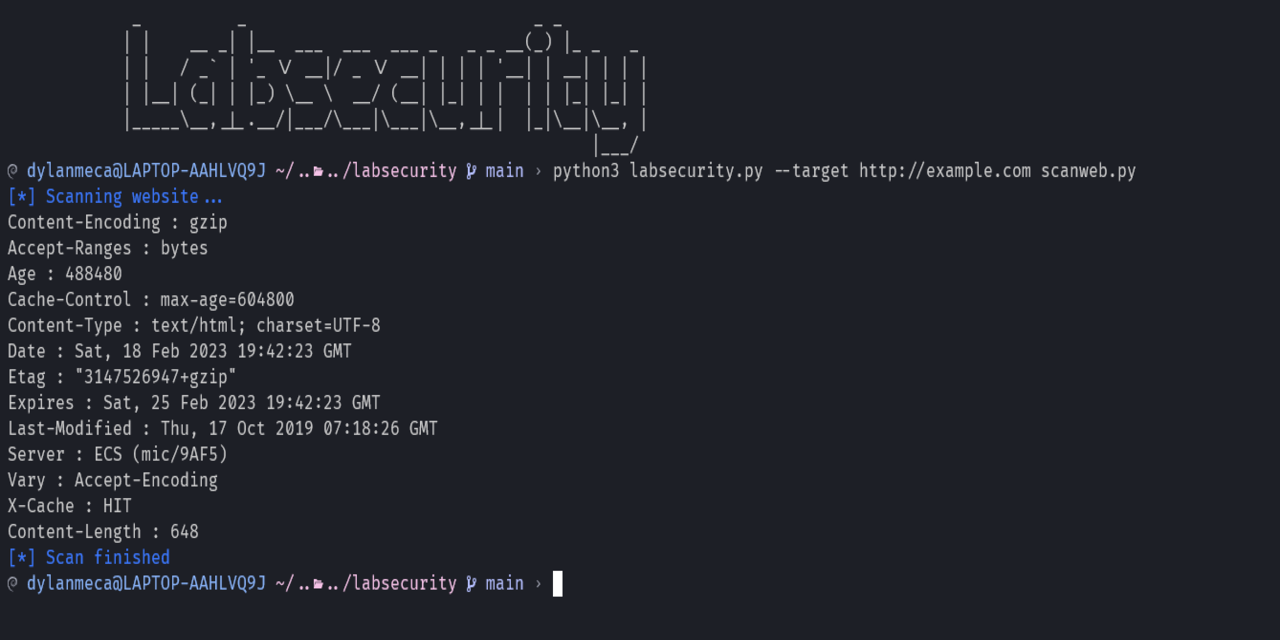 Labsecurity
@ dylanmeca@LAPTOP-AAHLVQ9J ~/..../labsecurity main › python3 labsecurity.py --target http://example.com scanweb.py
[*] Scanning website...
Content-Encoding : gzip
Accept-Ranges : bytes
Age : 488480
Cache-Control : max-age=604800
Content-Type : text/html; charset=UTF-8
Date : Sat, 18 Feb 2023 19:42:23 GMT
Etag : "3147526947+gzip"
Expires : Sat, 25 Feb 2023 19:42:23 GMT
Last-Modified : Thu, 17 Oct 2019 07:18:26 GMT
Server : ECS (mic/9AF5)
Vary : Accept-Encoding
X-Cache : HIT
Content-Length : 648
[*] Scan finished
@ dylanmeca@LAPTOP-AAHLVQ9J ~/..../labsecurity main ›